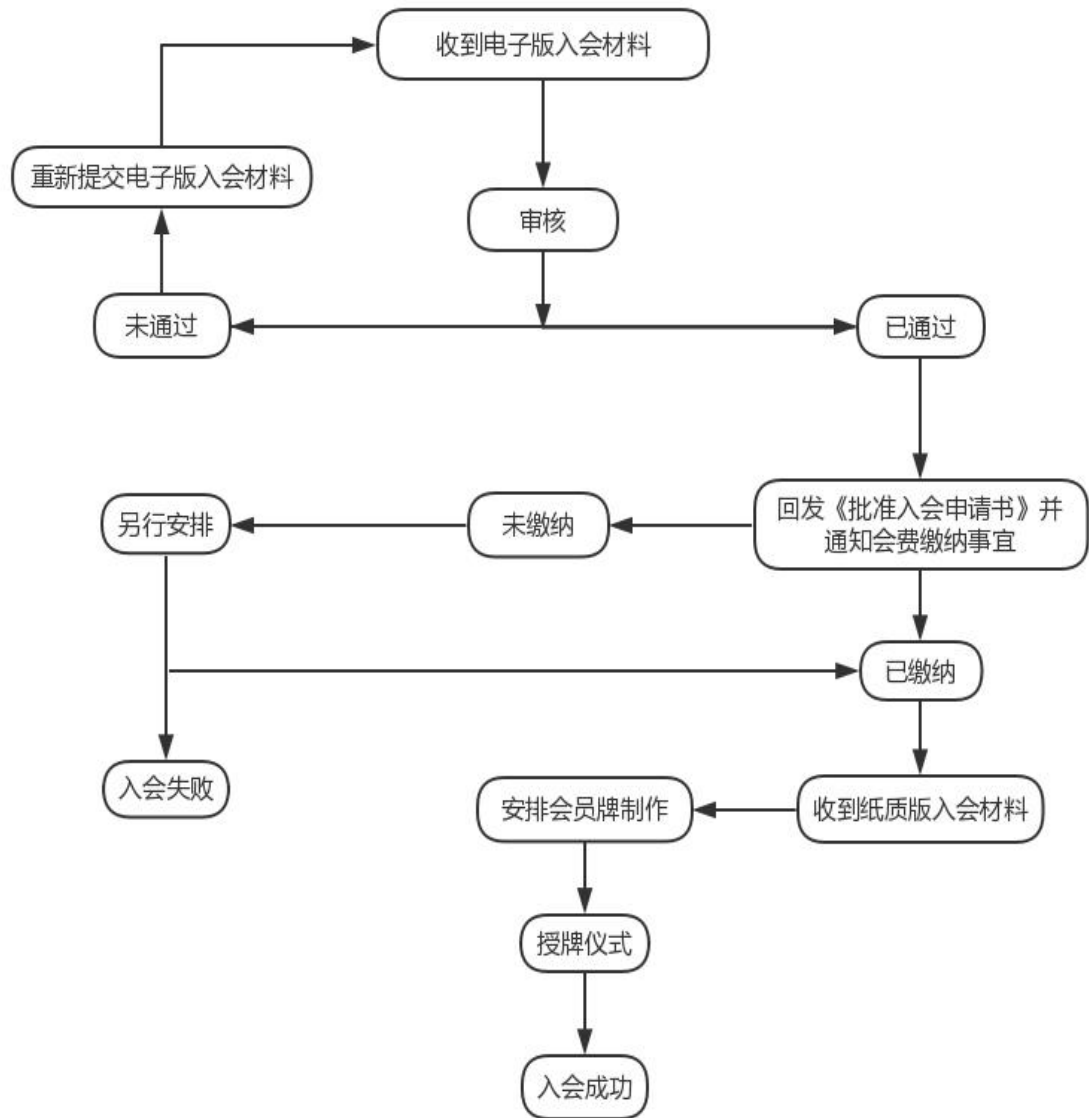 收到电子版入会材料
重新提交电子版入会材料
审核
未通过
已通过
回发《批准入会申请书》并
通知会费缴纳事宜
未缴纳
另行安排
已缴纳
入会失败
收到纸质版入会材料
安排会员牌制作
授牌仪式
入会成功